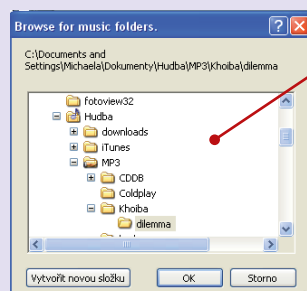 Browse for music folders.
C:\Documents and
Settings\Michaela\Dokumenty\Hudba\MP3\Khoiba\dilemma
fotoview32
Hudba
downloads
iTunes
MP3
CDDB
Coldplay
Khoiba
dilemma
Vytvořit novou složku
OK
Storno